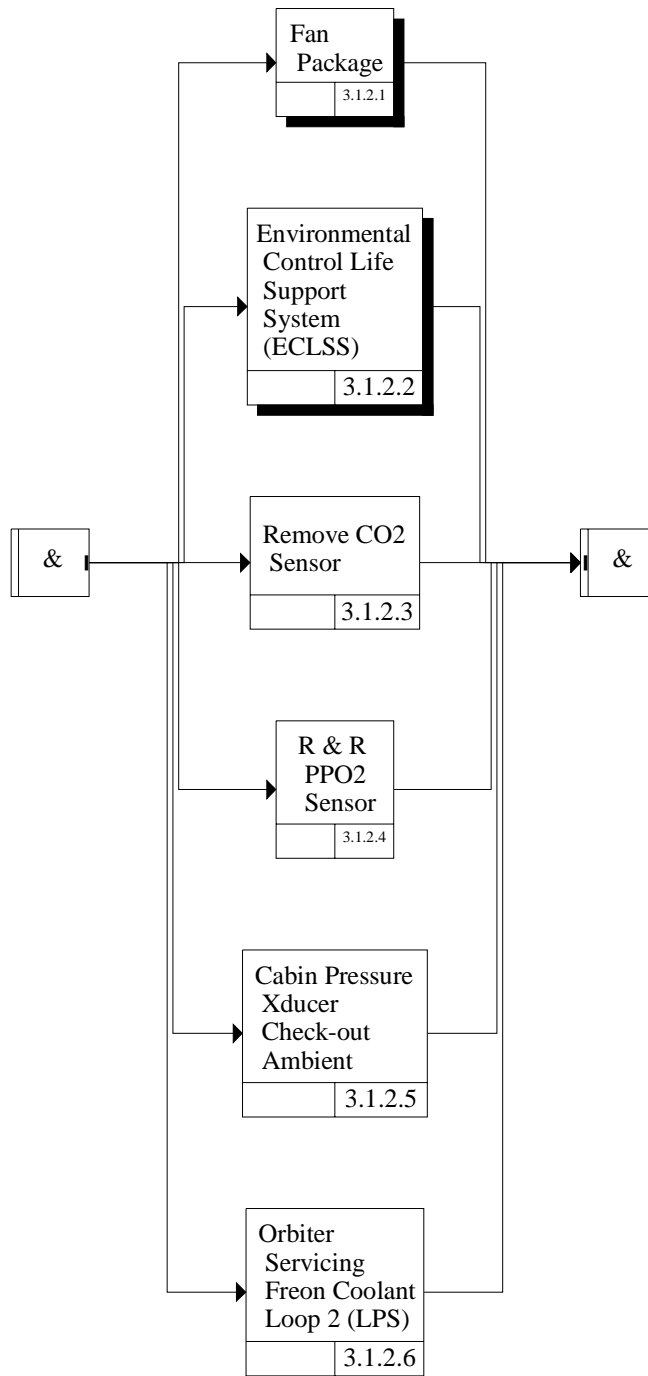 Fan
Package
3.1.2.1
Environmental
Control Life
Support
System
(ECLSS)
3.1.2.2
&
Remove CO2
Sensor
3.1.2.3
&
R & R
PPO2
Sensor
3.1.2.4
Cabin Pressure
Xducer
Check-out
Ambient
3.1.2.5
Orbiter
Servicing
Freon Coolant
Loop 2 (LPS)
3.1.2.6